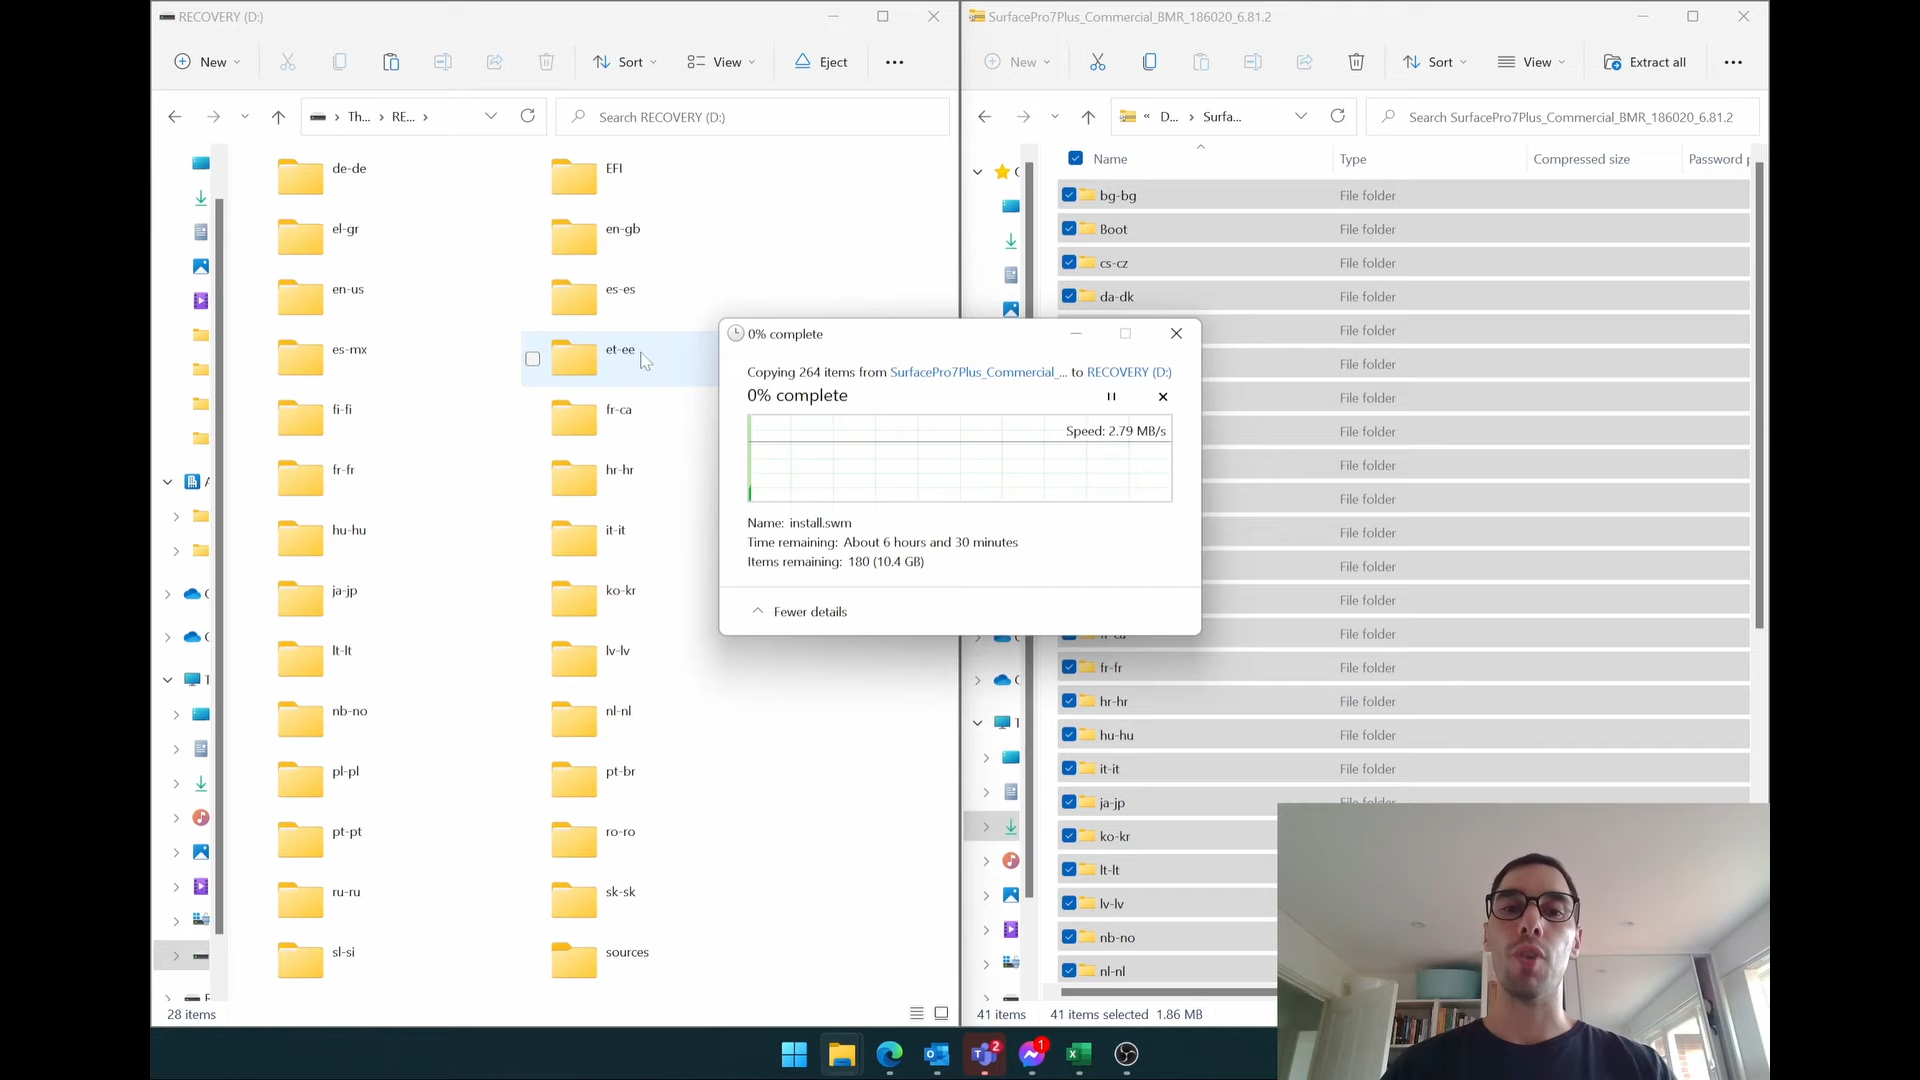 RECOVERY (D:)
New
Sort
View
Eject
Th...
RE...
Search RECOVERY (D:)
de-de
EFI
el-gr
en-gb
en-us
es-es
es-mx
et-ee
fi-fi
fr-ca
fr-fr
hr-hr
hu-hu
it-it
ja-jp
ko-kr
lt-lt
lv-lv
nb-no
nl-nl
pl-pl
pt-br
pt-pt
ro-ro
ru-ru
sk-sk
sl-si
sources
28 items
SurfacePro7Plus_Commercial_BMR_186020_6.81.2
New
Sort
View
Extract all
D...
Surfa...
Search SurfacePro7Plus_Commercial_BMR_186020_6.81.2
Name
Type
Compressed size
Password
bg-bg
File folder
Boot
File folder
cs-cz
File folder
da-dk
File folder
File folder
File folder
File folder
File folder
File folder
File folder
File folder
File folder
File folder
File folder
fr-ca
File folder
fr-fr
File folder
hr-hr
File folder
hu-hu
File folder
it-it
File folder
ja-jp
File folder
ko-kr
lt-lt
lv-lv
nb-no
nl-nl
41 items
41 items selected 1.86 MB
0% complete
Copying 264 items from SurfacePro7Plus_Commercial_... to RECOVERY (D:)
0% complete
Speed: 2.79 MB/s
Name: install.swm
Time remaining: About 6 hours and 30 minutes
Items remaining: 180 (10.4 GB)
Fewer details
2
1